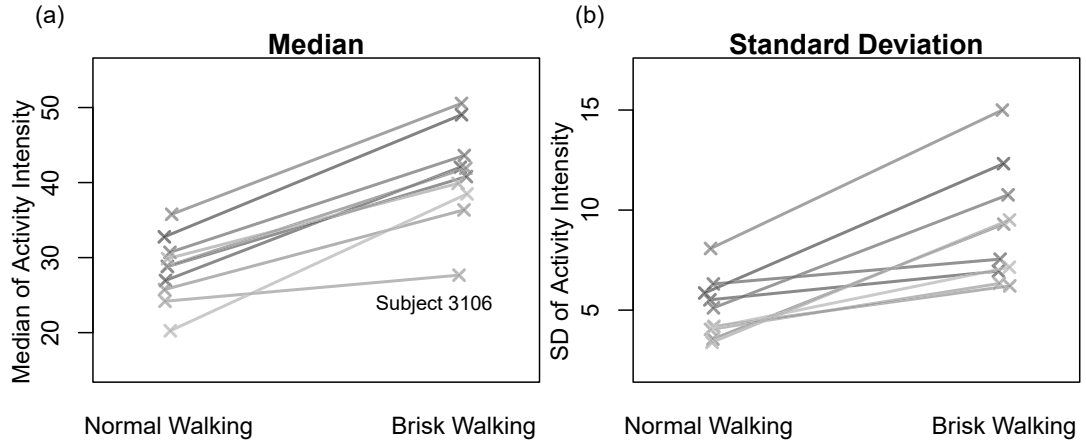 (a)
Median
Median of Activity Intensity
50
40
30
20
Subject 3106
Normal Walking
Brisk Walking
(b)
Standard Deviation
SD of Activity Intensity
15
10
5
Normal Walking
Brisk Walking